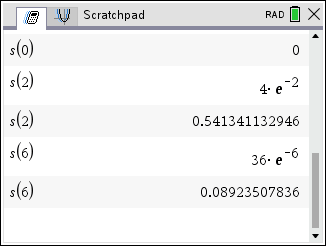 Scratchpad RAD
s(0) 0
s(2) 4·e^-2
s(2) 0.541341132946
s(6) 36·e^-6
s(6) 0.08923507836